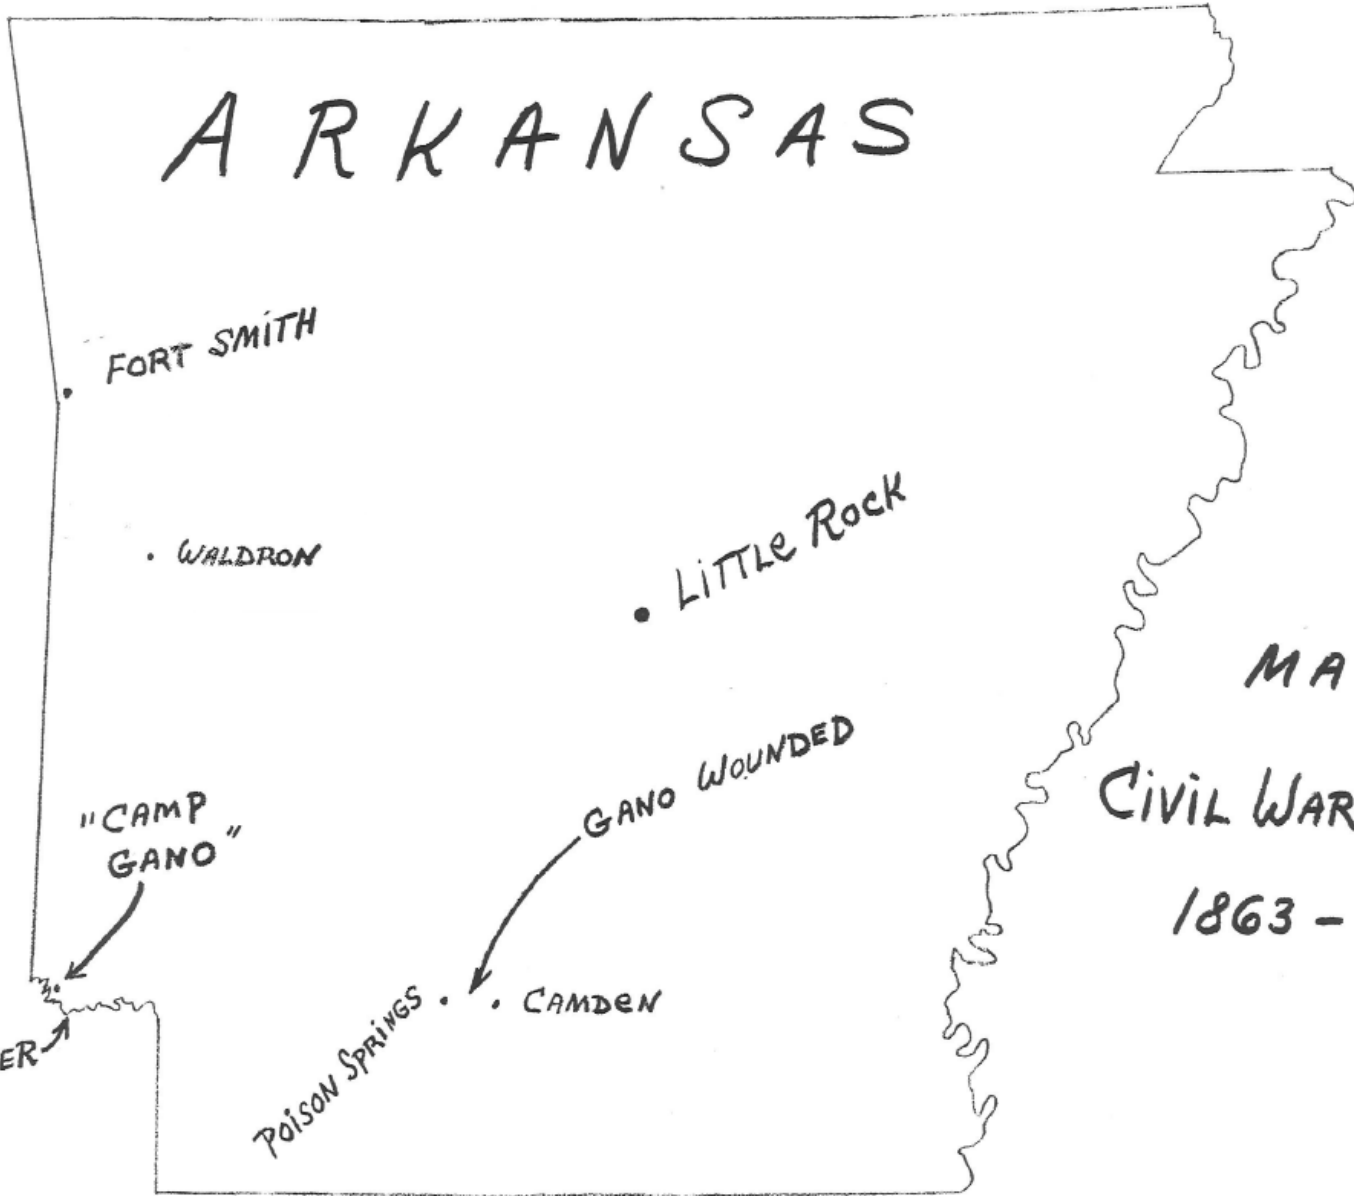 ARKANSAS
FORT SMITH
WALDRON
LITTLE ROCK
MA
GANO WOUNDED
CIVIL WAR
"CAMP
GANO"
1863 -
POISON SPRINGS
CAMDEN
ER